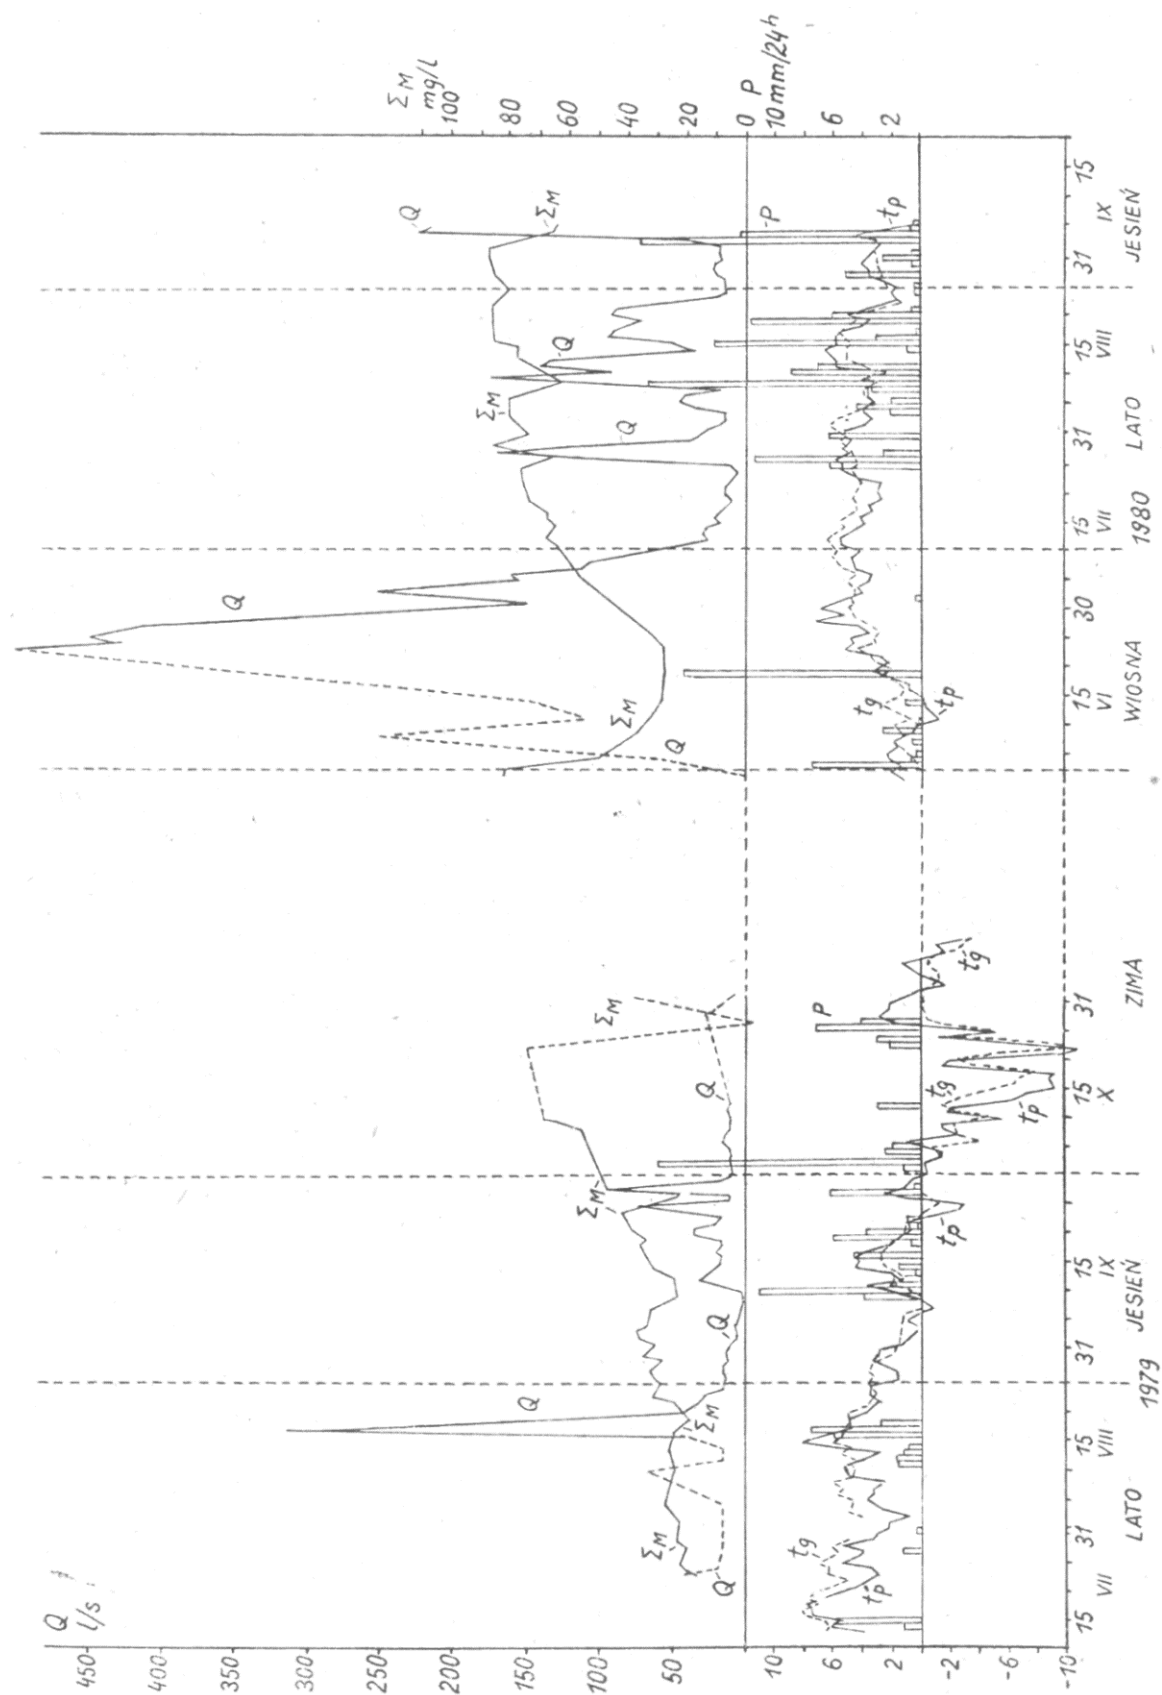 Q
l/s
450
400
350
300
250
200
150
100
50
10
6
2
-2
-6
-10
ΣM
mg/l
100
80
60
40
20
0
P
10 mm/24h
6
2
Q
ΣM
Q
ΣM
Q
ΣM
Q
ΣM
Q
ΣM
Q
ΣM
Q
Q
Q
ΣM
tp
tg
tp
tp
tg
P
tg
tg
tp
P
tp
15
31
15
31
15
15
31
15
30
15
31
15
31
15
VII
VIII
IX
X
VI
VII
VIII
IX
LATO
JESIEŃ
ZIMA
WIOSNA
LATO
JESIEŃ
1979
1980